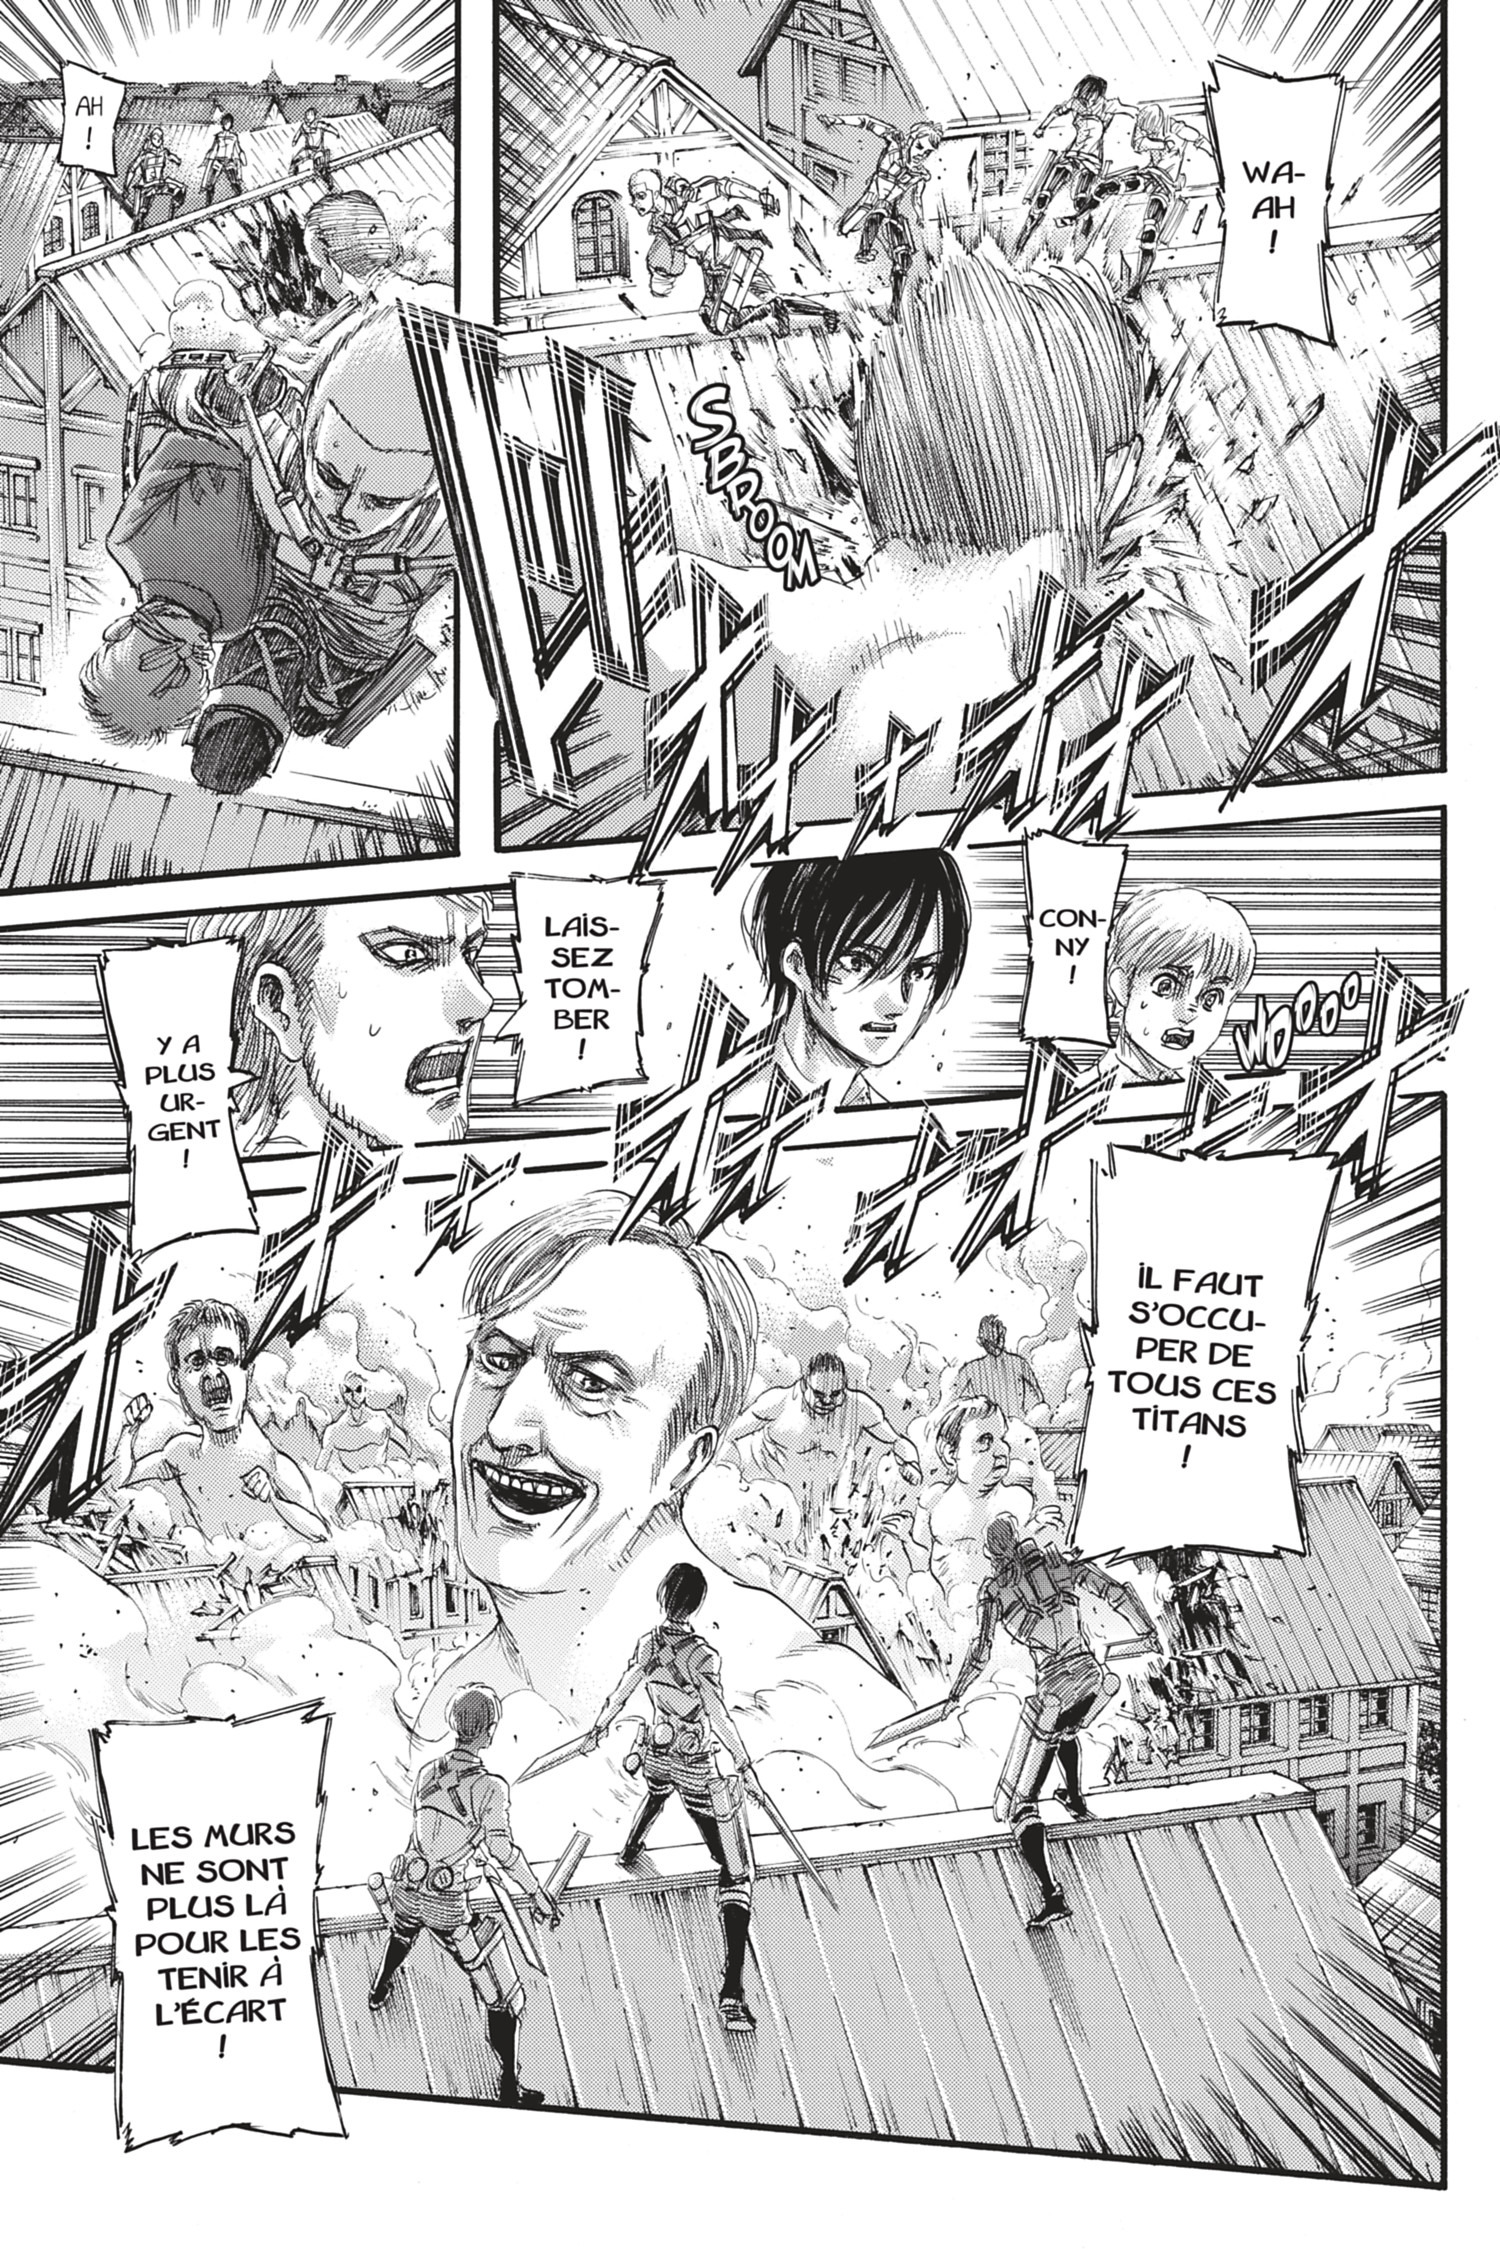 WA-
AH
!
SBROOM
AH
!
WOOOO
CON-
NY
!
LAIS-
SEZ
TOM-
BER
!
Y A
PLUS
UR-
GENT
!
IL FAUT
S'OCCU-
PER DE
TOUS CES
TITANS
!
LES MURS
NE SONT
PLUS LÀ
POUR LES
TENIR À
L'ÉCART
!